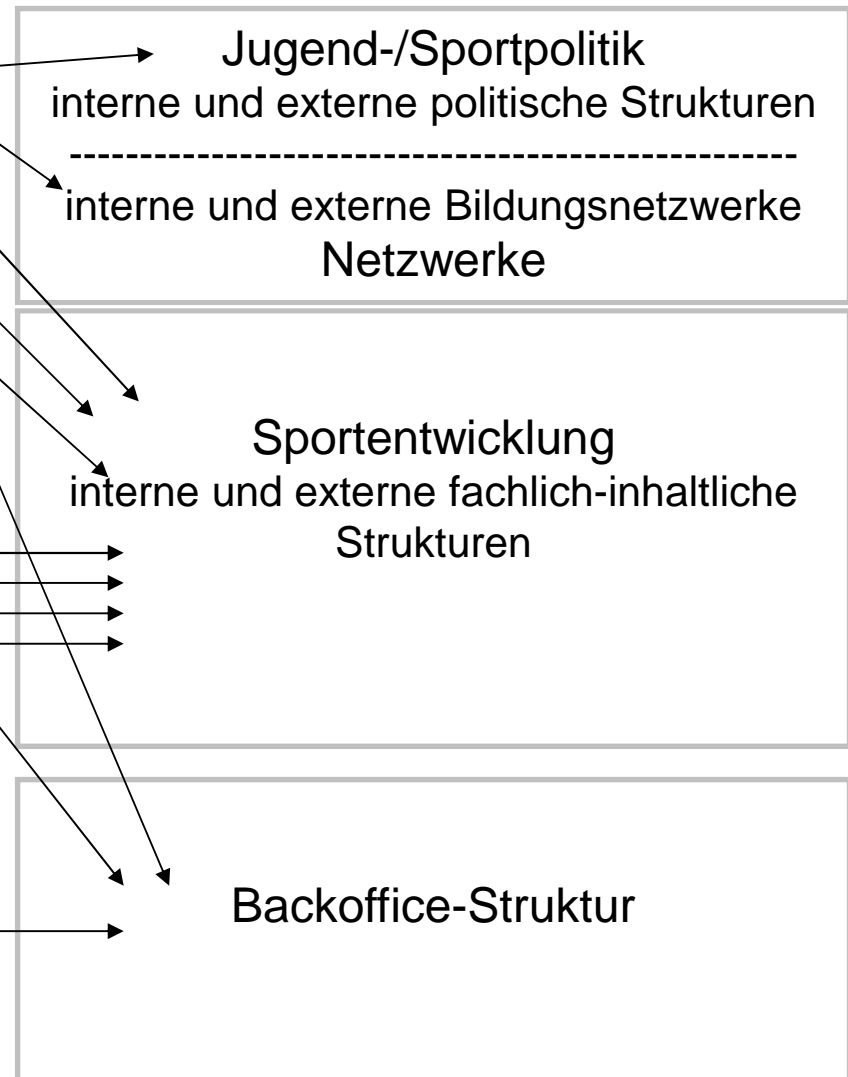 Jugend-/Sportpolitik
interne und externe politische Strukturen
----------------------------------------------------
interne und externe Bildungsnetzwerke
Netzwerke
Sportentwicklung
interne und externe fachlich-inhaltliche
Strukturen
Backoffice-Struktur